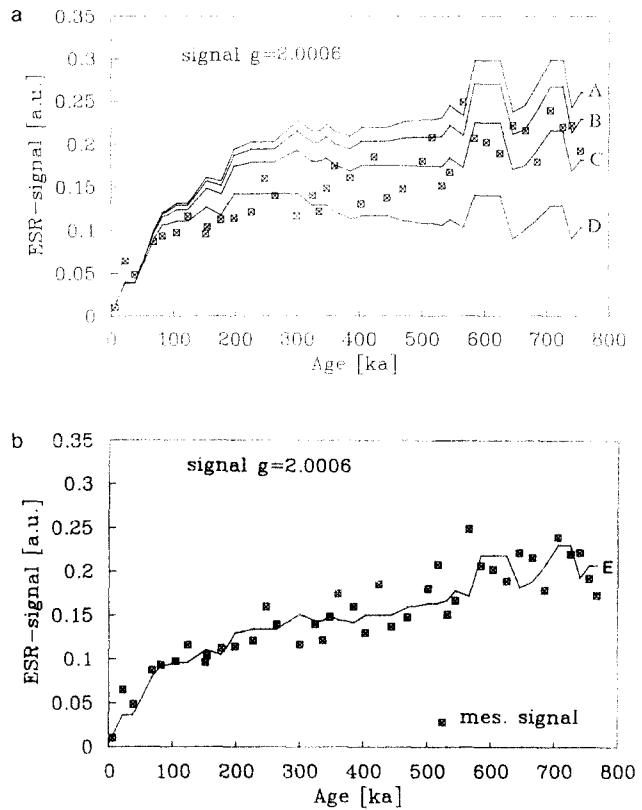 a
0.35
signal g=2.0006
0.3
0.25
0.2
0.15
0.1
0.05
0
ESR-signal [a.u.]
A
B
C
D
0 100 200 300 400 500 600 700 800
Age [ka]
b
0.35
signal g=2.0006
0.3
0.25
0.2
0.15
0.1
0.05
0
ESR-signal [a.u.]
E
mes. signal
0 100 200 300 400 500 600 700 800
Age [ka]